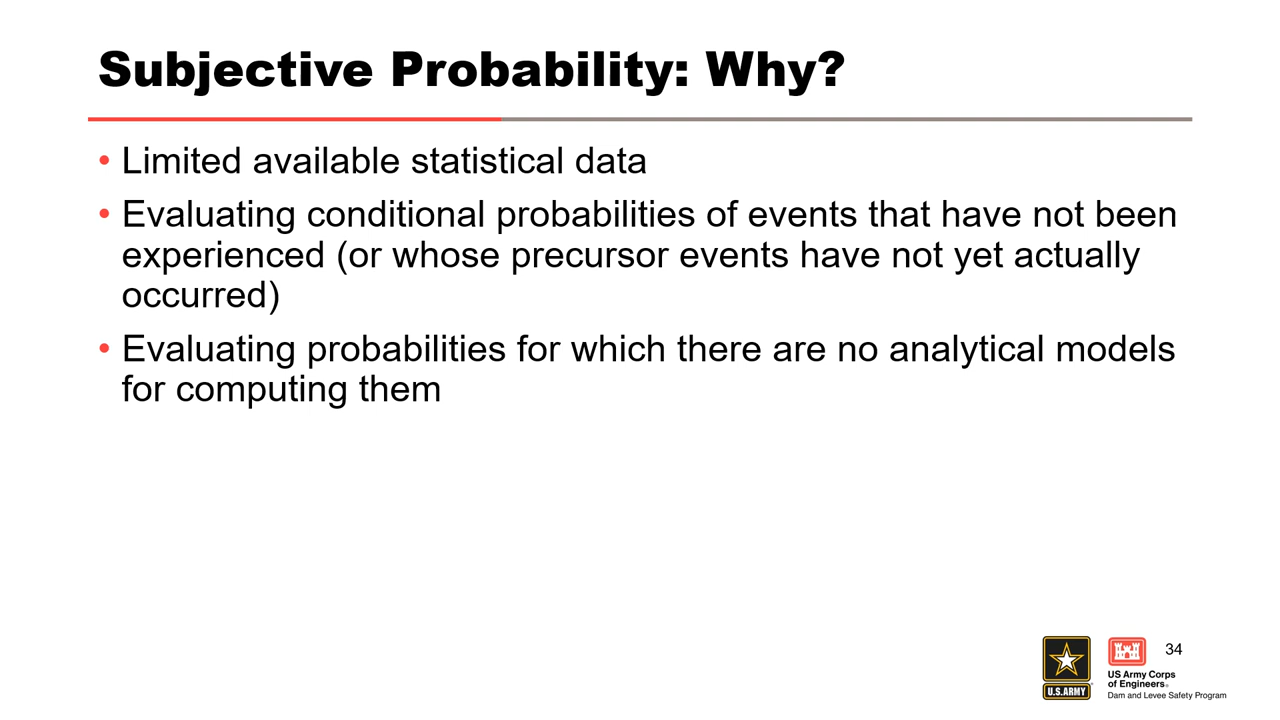 Subjective Probability: Why?
• Limited available statistical data
• Evaluating conditional probabilities of events that have not been
experienced (or whose precursor events have not yet actually
occurred)
• Evaluating probabilities for which there are no analytical models
for computing them
34
U.S.ARMY
US Army Corps
of Engineers®
Dam and Levee Safety Program